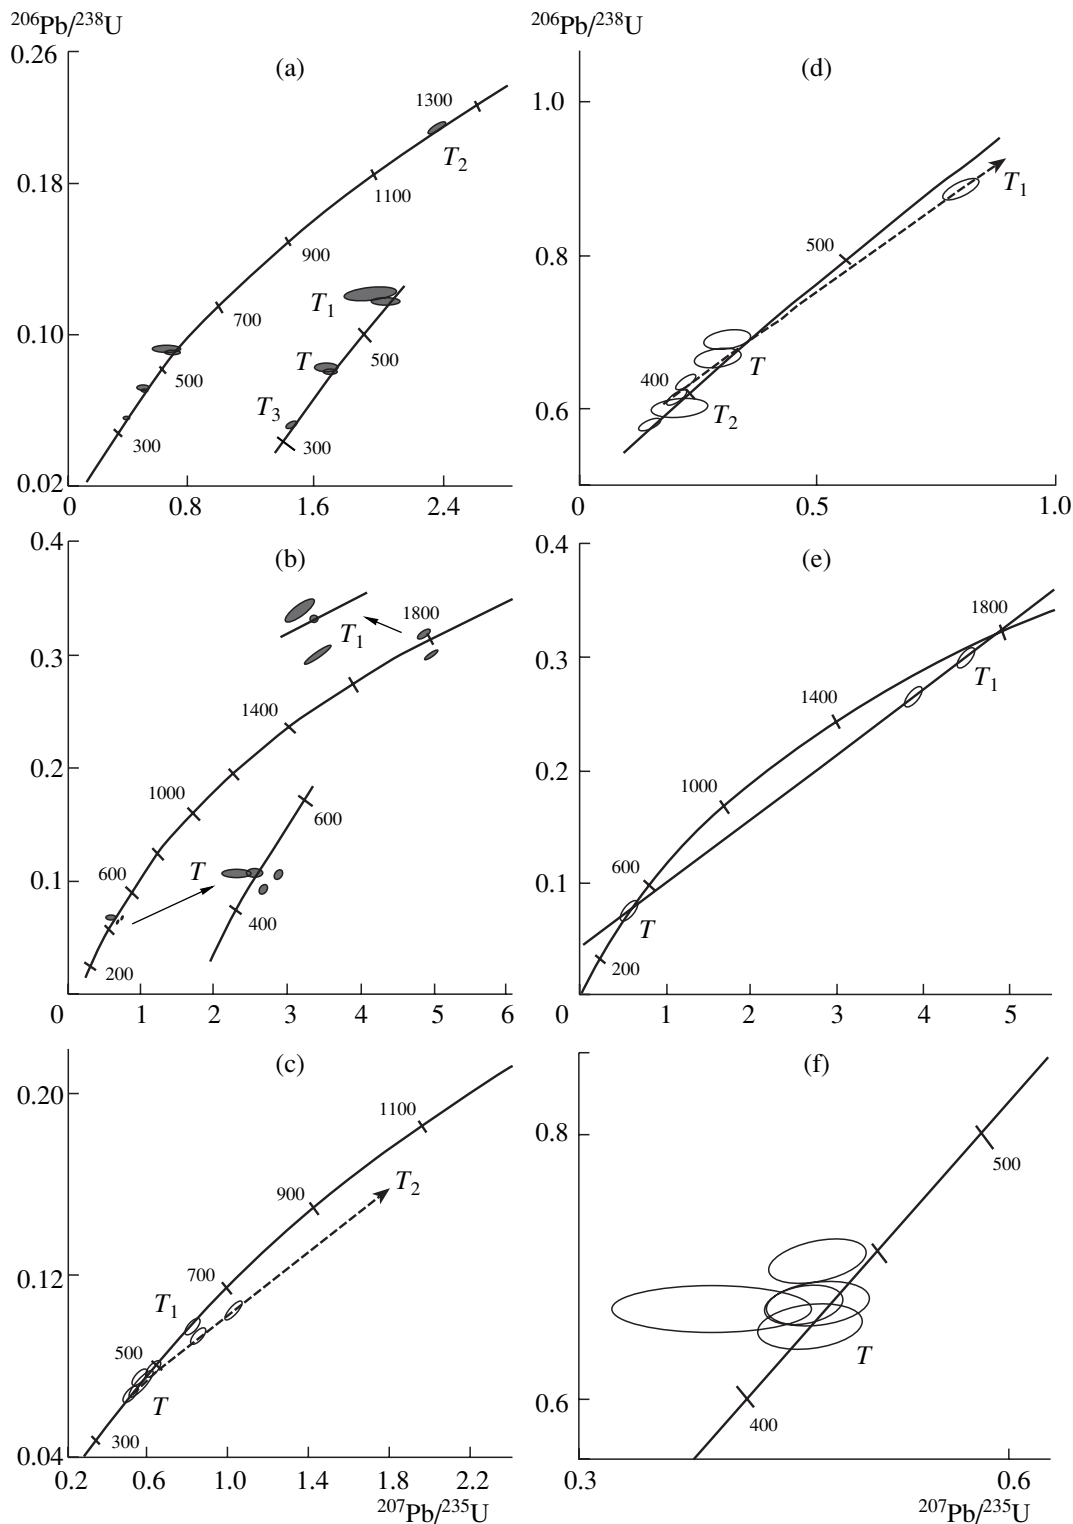 206Pb/238U
0.26
(a)
1300
T2
0.18
1100
900
T1
700
0.10
500
T
500
T3
300
300
0.02
0 0.8 1.6 2.4
206Pb/238U
(d)
1.0
T1
500
0.8
T
400
0.6
T2
0 0.5 1.0
0.4
(b)
1800
T1
0.3
1400
0.2
1000
600
600
T
0.1
400
200
0 1 2 3 4 5 6
0.4
(e)
1800
0.3
T1
1400
0.2
1000
600
0.1
T
200
0 1 2 3 4 5
(c)
0.20
1100
T2
900
0.12
700
T1
500
T
300
0.04
0.2 0.6 1.0 1.4 1.8 2.2
207Pb/235U
(f)
0.8
500
T
0.6
400
0.3 0.6
207Pb/235U